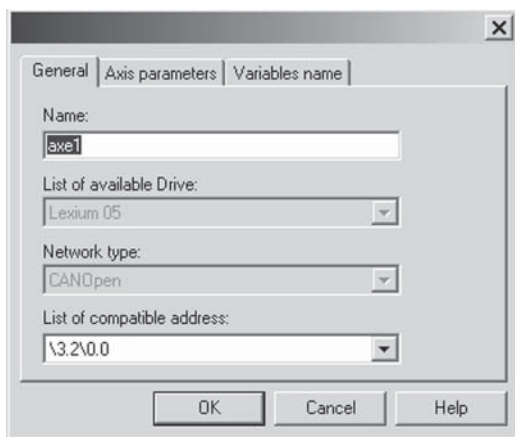 General Axis parameters Variables name
Name:
axe1
List of available Drive:
Lexium 05
Network type:
CANOpen
List of compatible address:
\3.2\0.0
OK Cancel Help